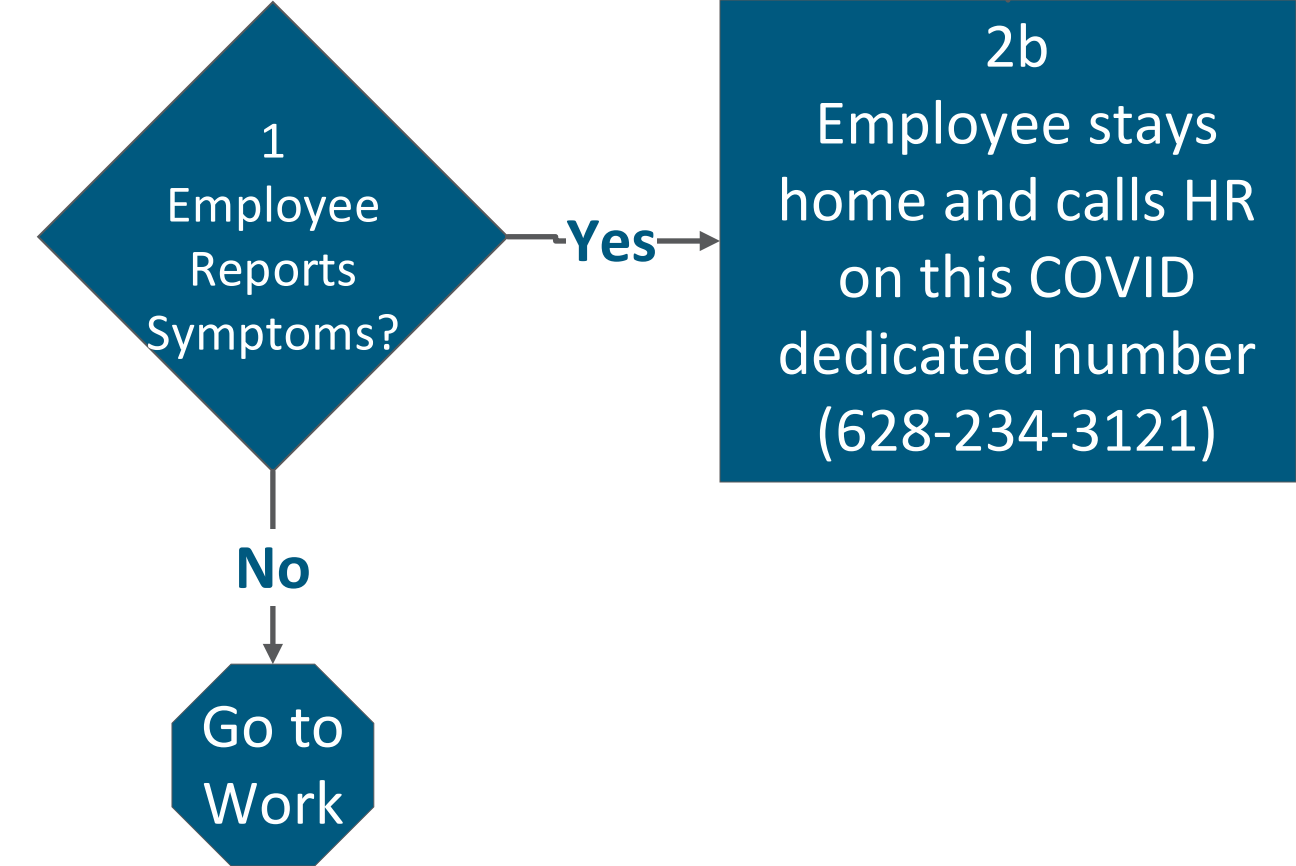 1
Employee
Reports
Symptoms?
Yes
2b
Employee stays
home and calls HR
on this COVID
dedicated number
(628-234-3121)
No
Go to
Work